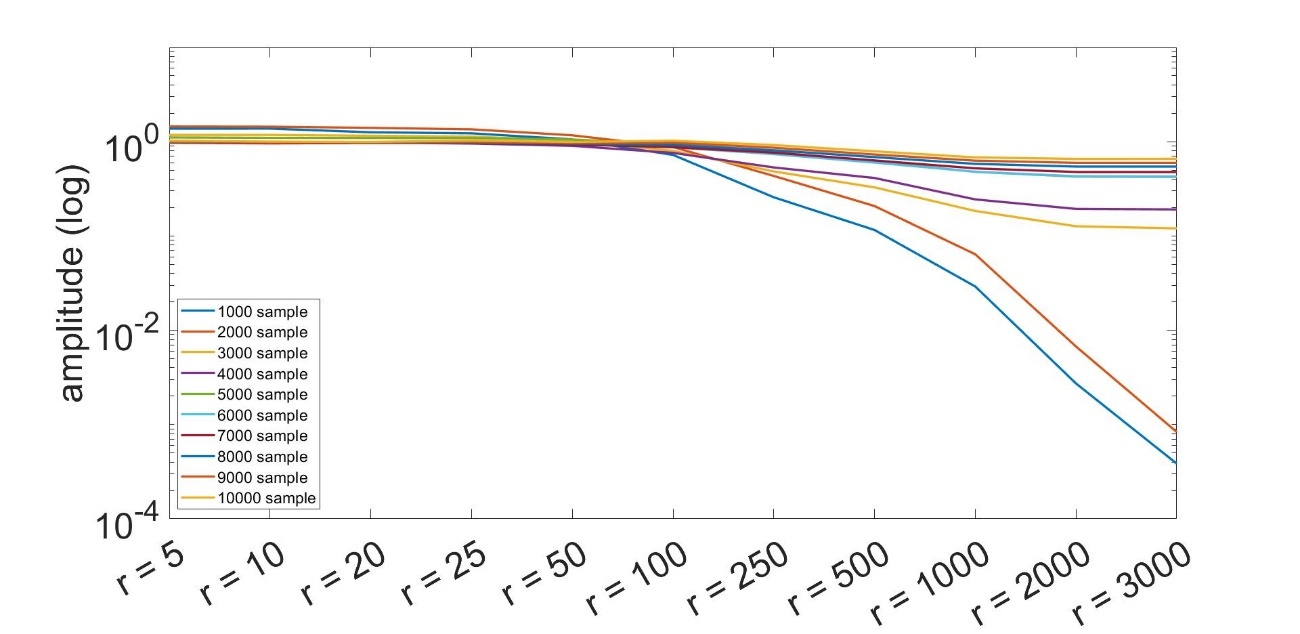 amplitude (log)
10^0
10^-2
10^-4
1000 sample
2000 sample
3000 sample
4000 sample
5000 sample
6000 sample
7000 sample
8000 sample
9000 sample
10000 sample
r = 5
r = 10
r = 20
r = 25
r = 50
r = 100
r = 250
r = 500
r = 1000
r = 2000
r = 3000